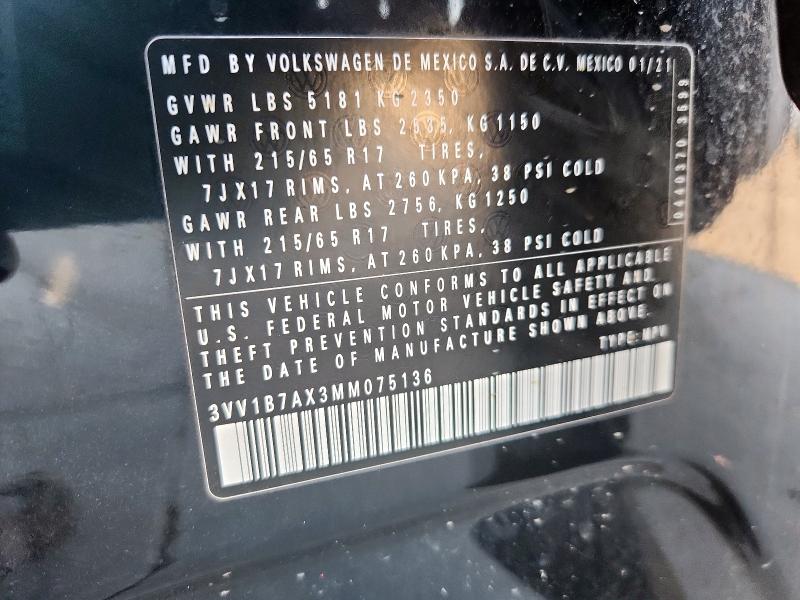 MFD BY VOLKSWAGEN DE MEXICO S.A. DE C.V. MEXICO 01/21
GVWR LBS 5181 KG 2350
GAWR FRONT LBS 2535, KG 1150
WITH 215/65 R17 TIRES,
7JX17 RIMS, AT 260 KPA, 38 PSI COLD
GAWR REAR LBS 2756, KG 1250
WITH 215/65 R17 TIRES,
7JX17 RIMS, AT 260 KPA, 38 PSI COLD
THIS VEHICLE CONFORMS TO ALL APPLICABLE
U.S. FEDERAL MOTOR VEHICLE SAFETY AND
THEFT PREVENTION STANDARDS IN EFFECT ON
THE DATE OF MANUFACTURE SHOWN ABOVE.
TYPE: MPV
3VV1B7AX3MM075136